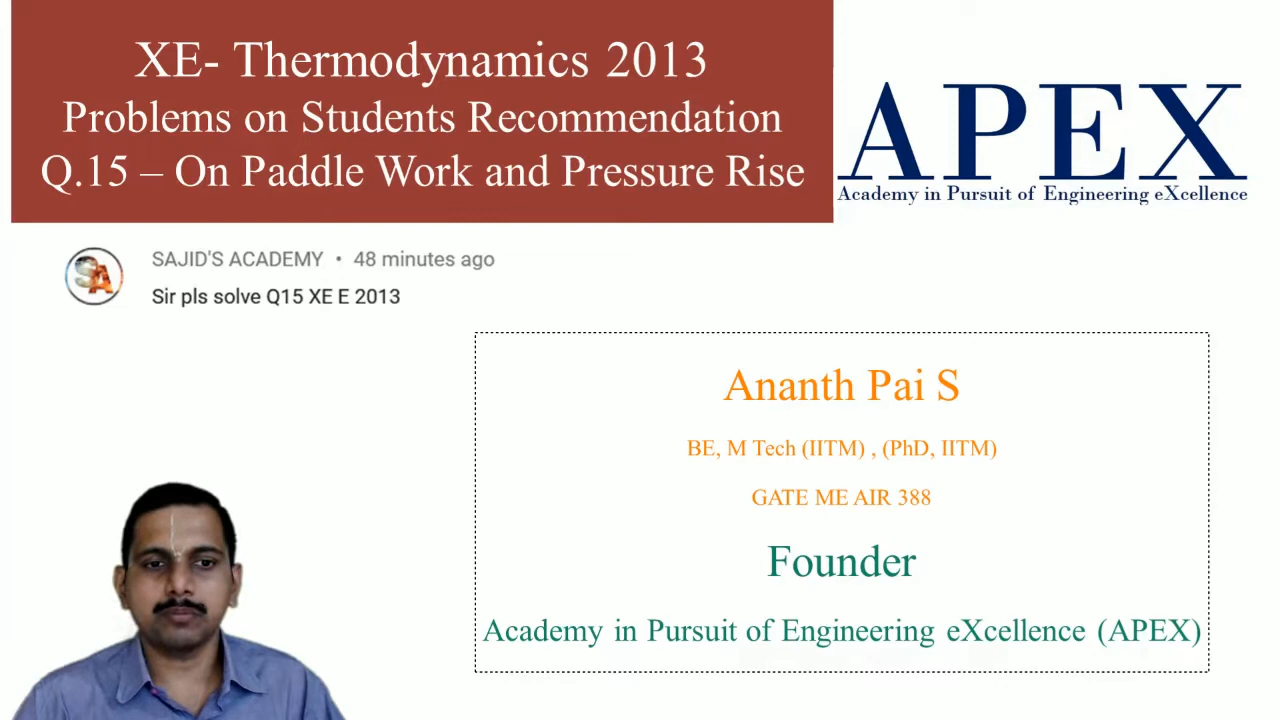 XE- Thermodynamics 2013
Problems on Students Recommendation
Q.15 – On Paddle Work and Pressure Rise
APEX
Academy in Pursuit of Engineering eXcellence
SAJID'S ACADEMY • 48 minutes ago
Sir pls solve Q15 XE E 2013
SA
Ananth Pai S
BE, M Tech (IITM) , (PhD, IITM)
GATE ME AIR 388
Founder
Academy in Pursuit of Engineering eXcellence (APEX)